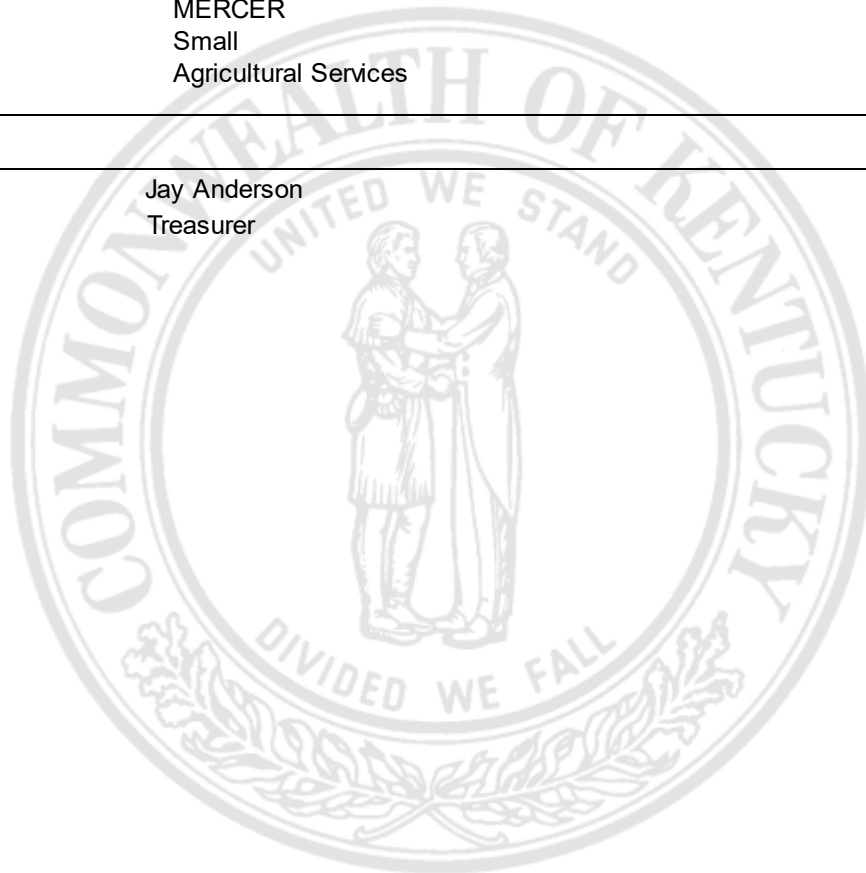 MERCER
Small
Agricultural Services
Jay Anderson
Treasurer
COMMONWEALTH OF KENTUCKY
UNITED WE STAND
DIVIDED WE FALL